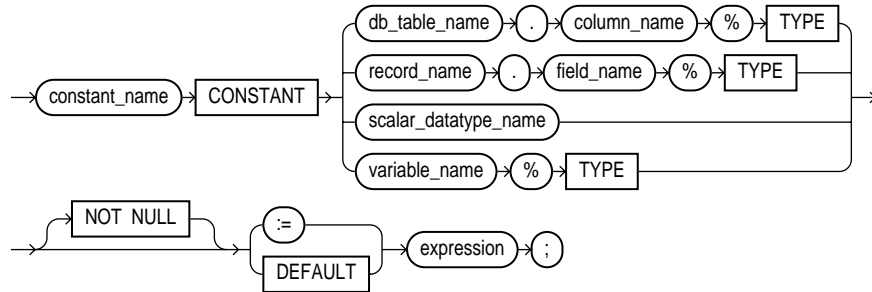 db_table_name . column_name % TYPE
record_name . field_name % TYPE
constant_name CONSTANT
scalar_datatype_name
variable_name % TYPE
NOT NULL
:=
expression ;
DEFAULT